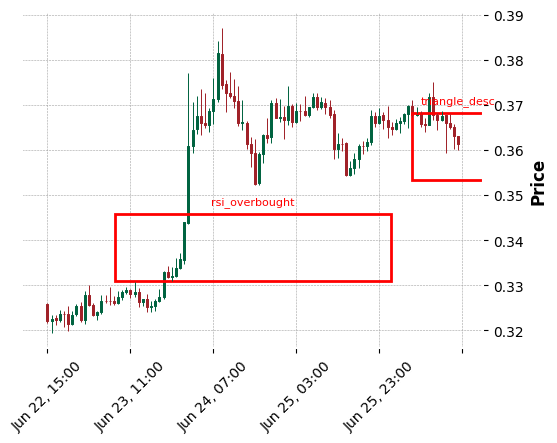 0.39
0.38
triangle_desc
0.37
0.36
Price
0.35
rsi_overbought
0.34
0.33
0.32
Jun 22, 15:00
Jun 23, 11:00
Jun 24, 07:00
Jun 25, 03:00
Jun 25, 23:00